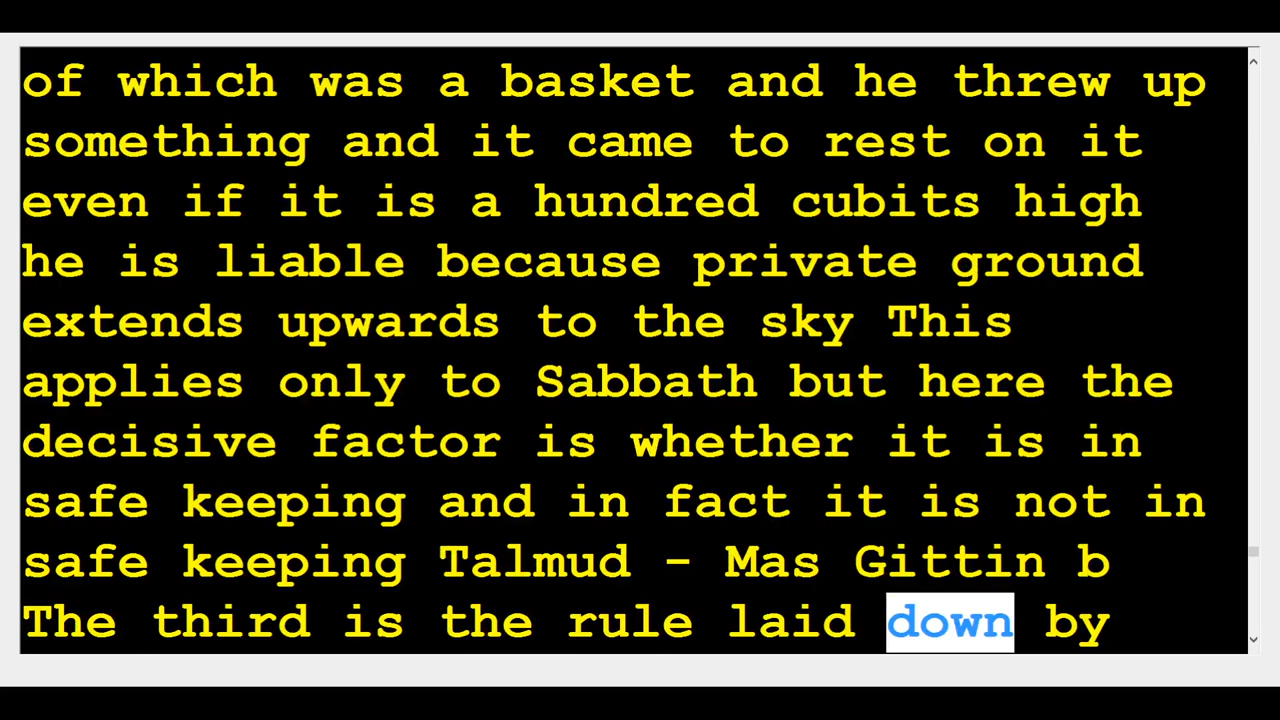 of which was a basket and he threw up
something and it came to rest on it
even if it is a hundred cubits high
he is liable because private ground
extends upwards to the sky This
applies only to Sabbath but here the
decisive factor is whether it is in
safe keeping and in fact it is not in
safe keeping Talmud - Mas Gittin b
The third is the rule laid down by